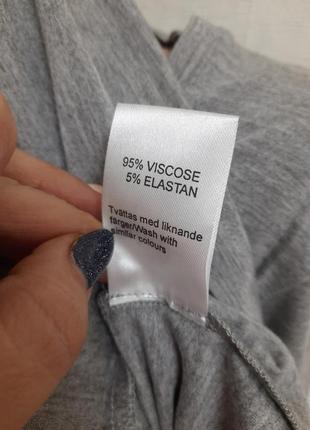 95% VISCOSE
5% ELASTAN
Tvättas med liknande
färger/Wash with
similar colours